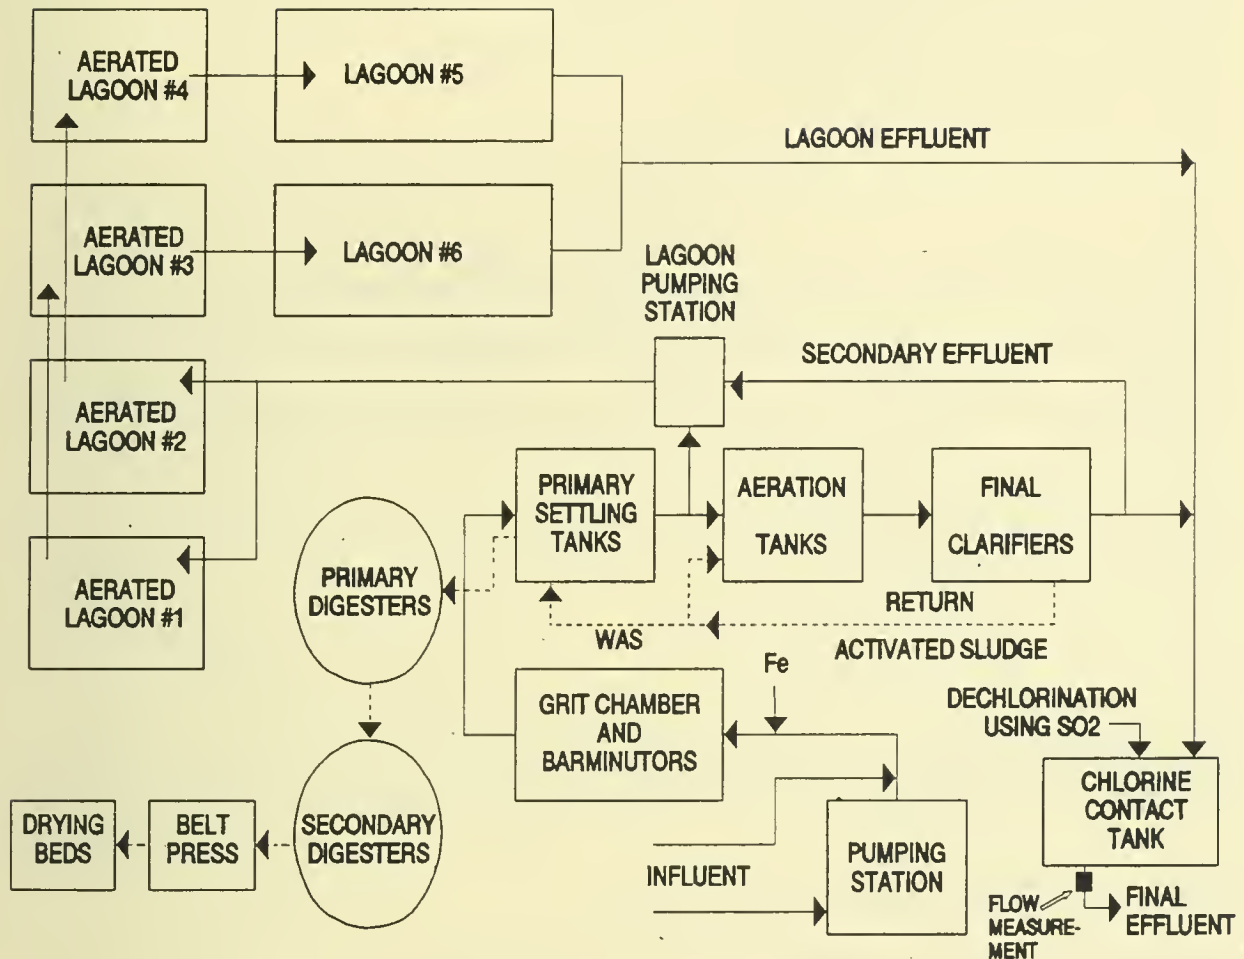 AERATED
LAGOON #4
LAGOON #5
LAGOON EFFLUENT
AERATED
LAGOON #3
LAGOON #6
LAGOON
PUMPING
STATION
SECONDARY EFFLUENT
AERATED
LAGOON #2
PRIMARY
SETTLING
TANKS
AERATION
TANKS
FINAL
CLARIFIERS
AERATED
LAGOON #1
PRIMARY
DIGESTERS
RETURN
WAS
ACTIVATED SLUDGE
Fe
GRIT CHAMBER
AND
BARMINUTORS
DECHLORINATION
USING SO2
CHLORINE
CONTACT
TANK
DRYING
BEDS
BELT
PRESS
SECONDARY
DIGESTERS
INFLUENT
PUMPING
STATION
FLOW
MEASURE-
MENT
FINAL
EFFLUENT